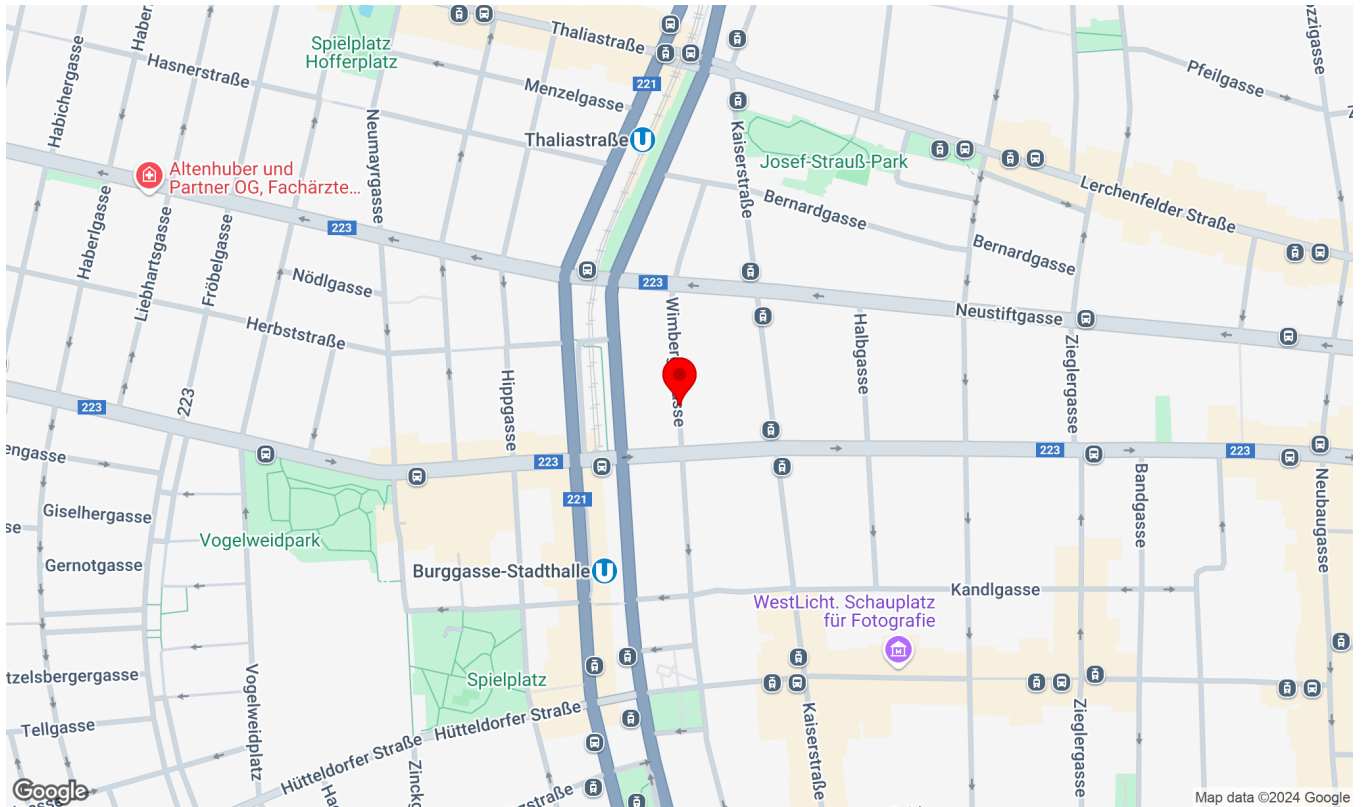 Thaliastraße
Spielplatz
Hofferplatz
Hasnerstraße
Habichergasse
221
Menzelgasse
Pfeilgasse
Neumayrgasse
Thaliastraße
Kaiserstraße
Josef-Strauß-Park
Altenhuber und
Partner OG, Fachärzte...
Lerchenfelder Straße
Bernardgasse
Haberlgasse
Liebhartsgasse
Fröbelgasse
223
Bernardgasse
Nödlgasse
223
Neustiftgasse
Herbststraße
Halbgasse
Zieglergasse
Hippgasse
223
223
223
223
223
221
Bandgasse
Neubaugasse
Giselhergasse
Vogelweidpark
Gernotgasse
Burggasse-Stadthalle
Kandlgasse
WestLicht. Schauplatz
für Fotografie
Vogelweidplatz
Spielplatz
Tellgasse
Hütteldorfer Straße
Hütteldorfer Straße
Kaiserstraße
Zieglergasse
Google
Map data ©2024 Google